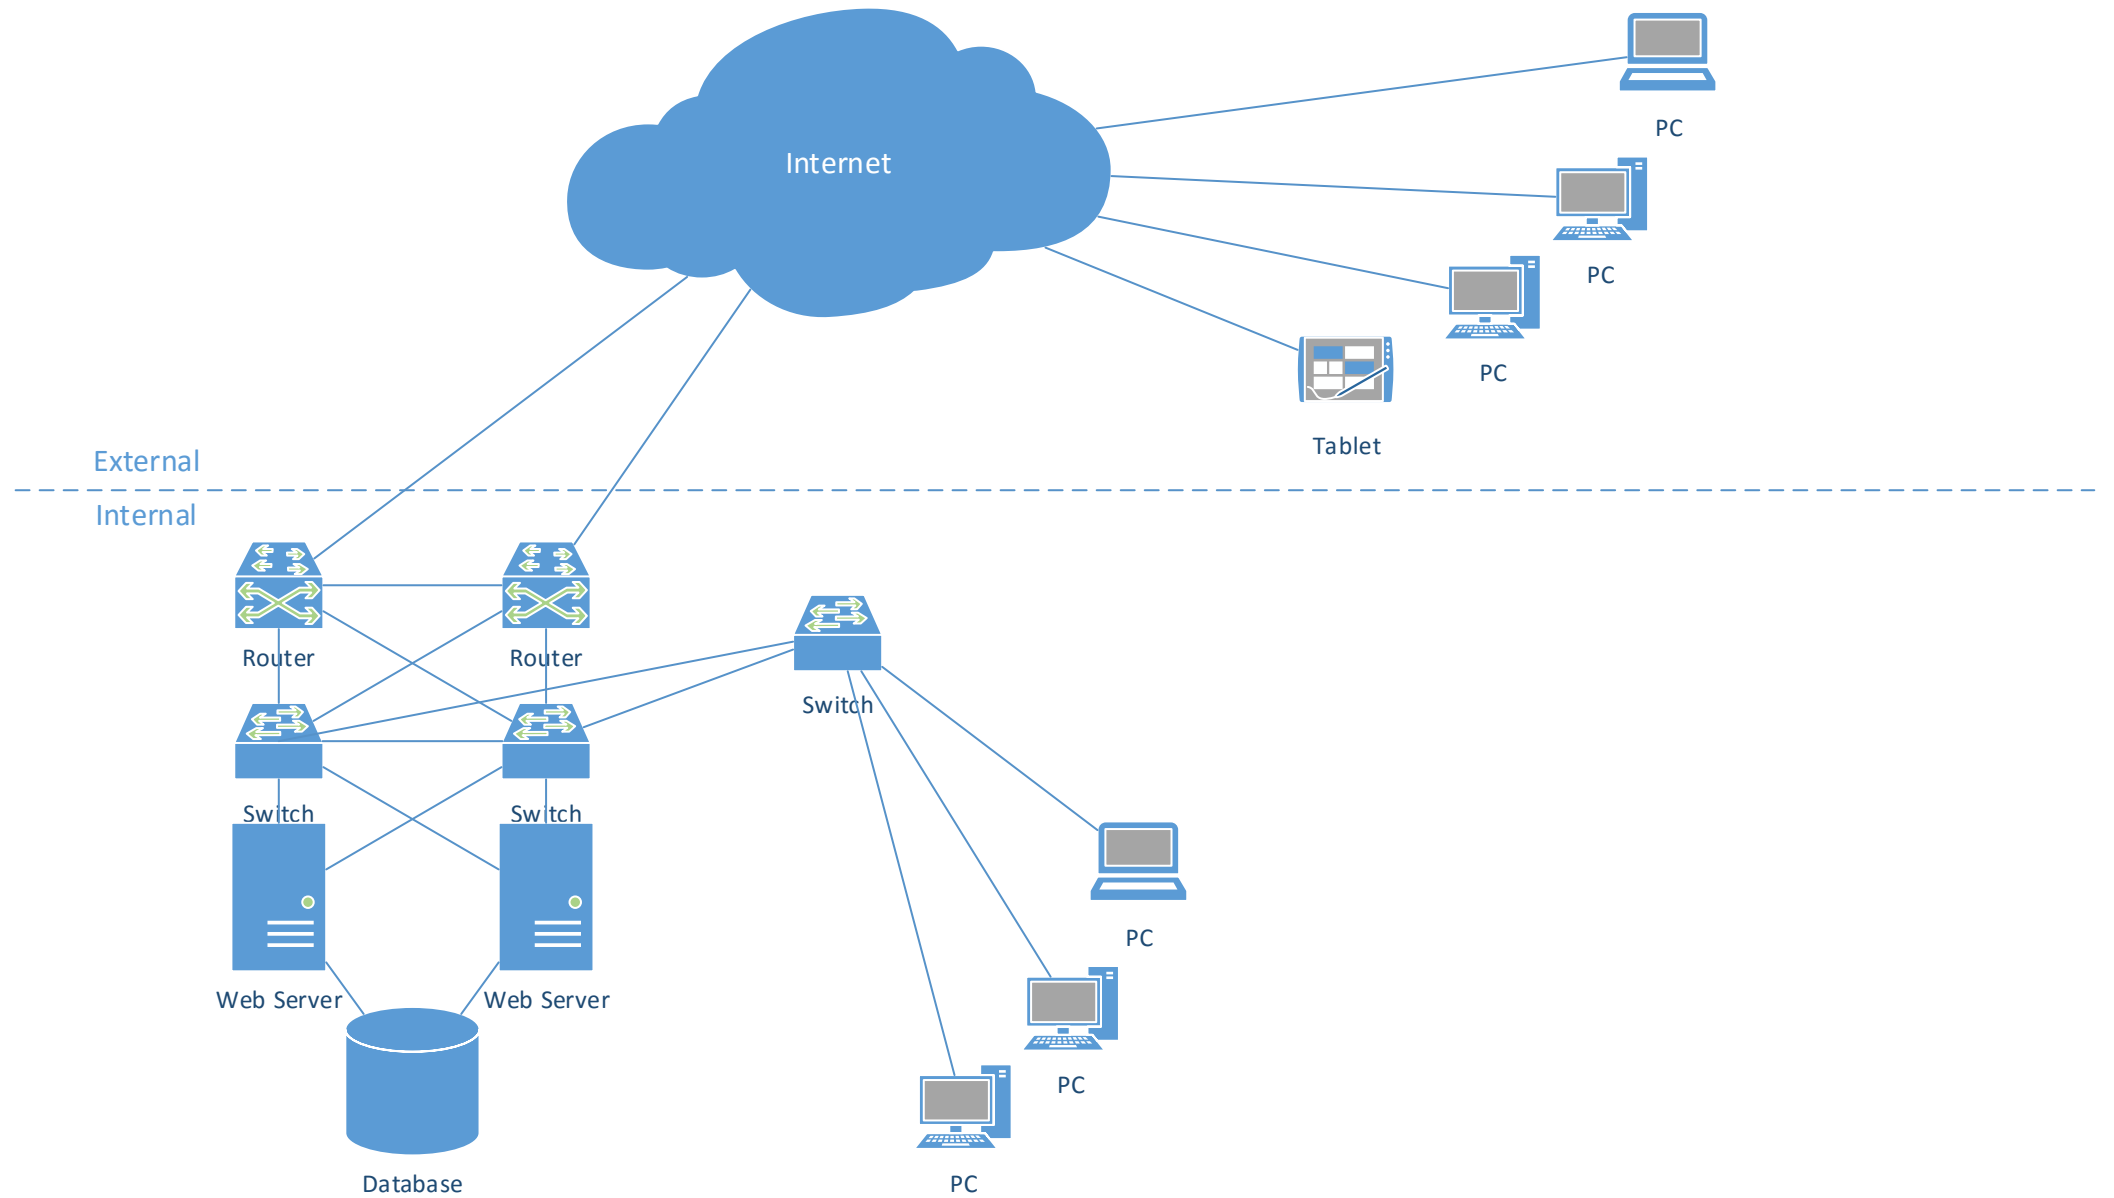 Internet
PC
PC
PC
Tablet
External
Internal
Router
Router
Switch
Switch
Switch
PC
Web Server
Web Server
PC
Database
PC